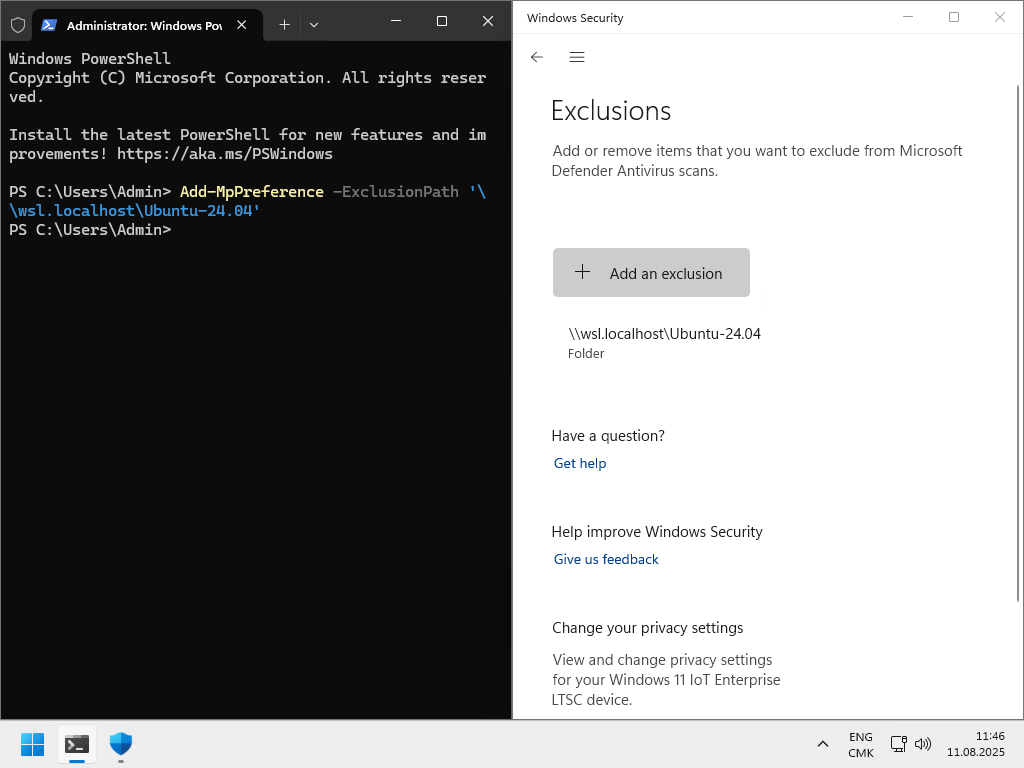 Administrator: Windows Pow
Windows PowerShell
Copyright (C) Microsoft Corporation. All rights reser
ved.
Install the latest PowerShell for new features and im
provements! https://aka.ms/PSWindows
PS C:\Users\Admin> Add-MpPreference -ExclusionPath '\
\wsl.localhost\Ubuntu-24.04'
PS C:\Users\Admin>
Windows Security
Exclusions
Add or remove items that you want to exclude from Microsoft
Defender Antivirus scans.
Add an exclusion
\\wsl.localhost\Ubuntu-24.04
Folder
Have a question?
Get help
Help improve Windows Security
Give us feedback
Change your privacy settings
View and change privacy settings
for your Windows 11 IoT Enterprise
LTSC device.
ENG
CMK
11:46
11.08.2025